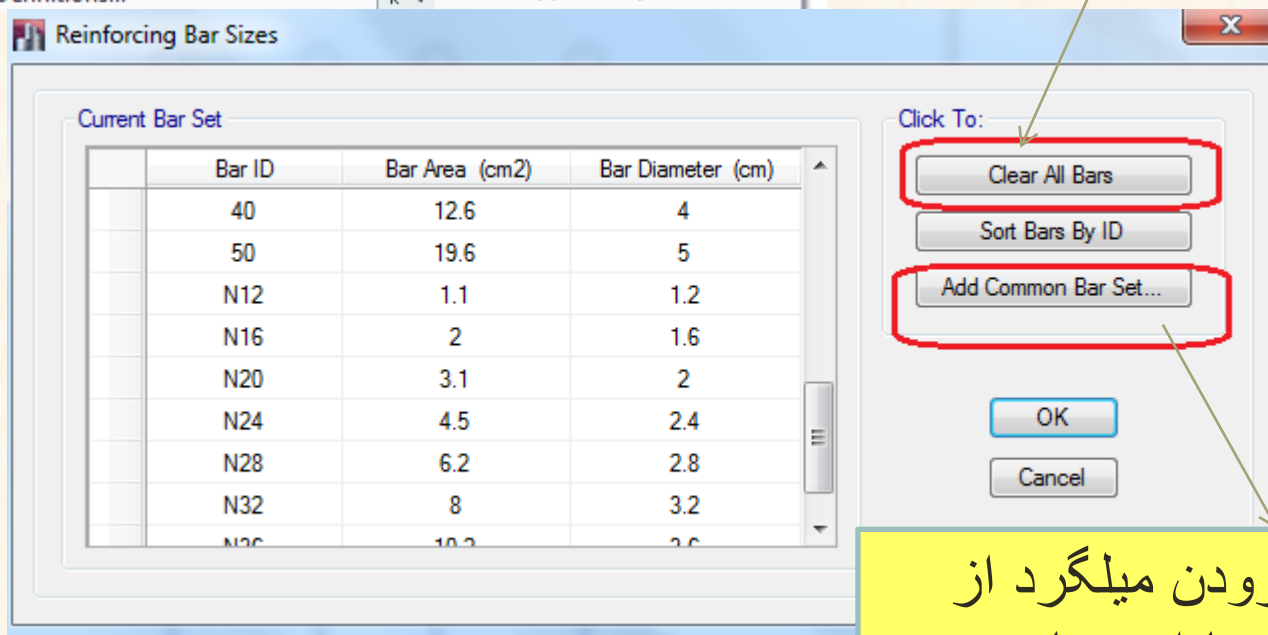 Reinforcing Bar Sizes
Current Bar Set
Click To:
Bar ID Bar Area (cm2) Bar Diameter (cm)
40 12.6 4
50 19.6 5
N12 1.1 1.2
N16 2 1.6
N20 3.1 2
N24 4.5 2.4
N28 6.2 2.8
N32 8 3.2
Clear All Bars
Sort Bars By ID
Add Common Bar Set...
OK
Cancel
میلگرد از